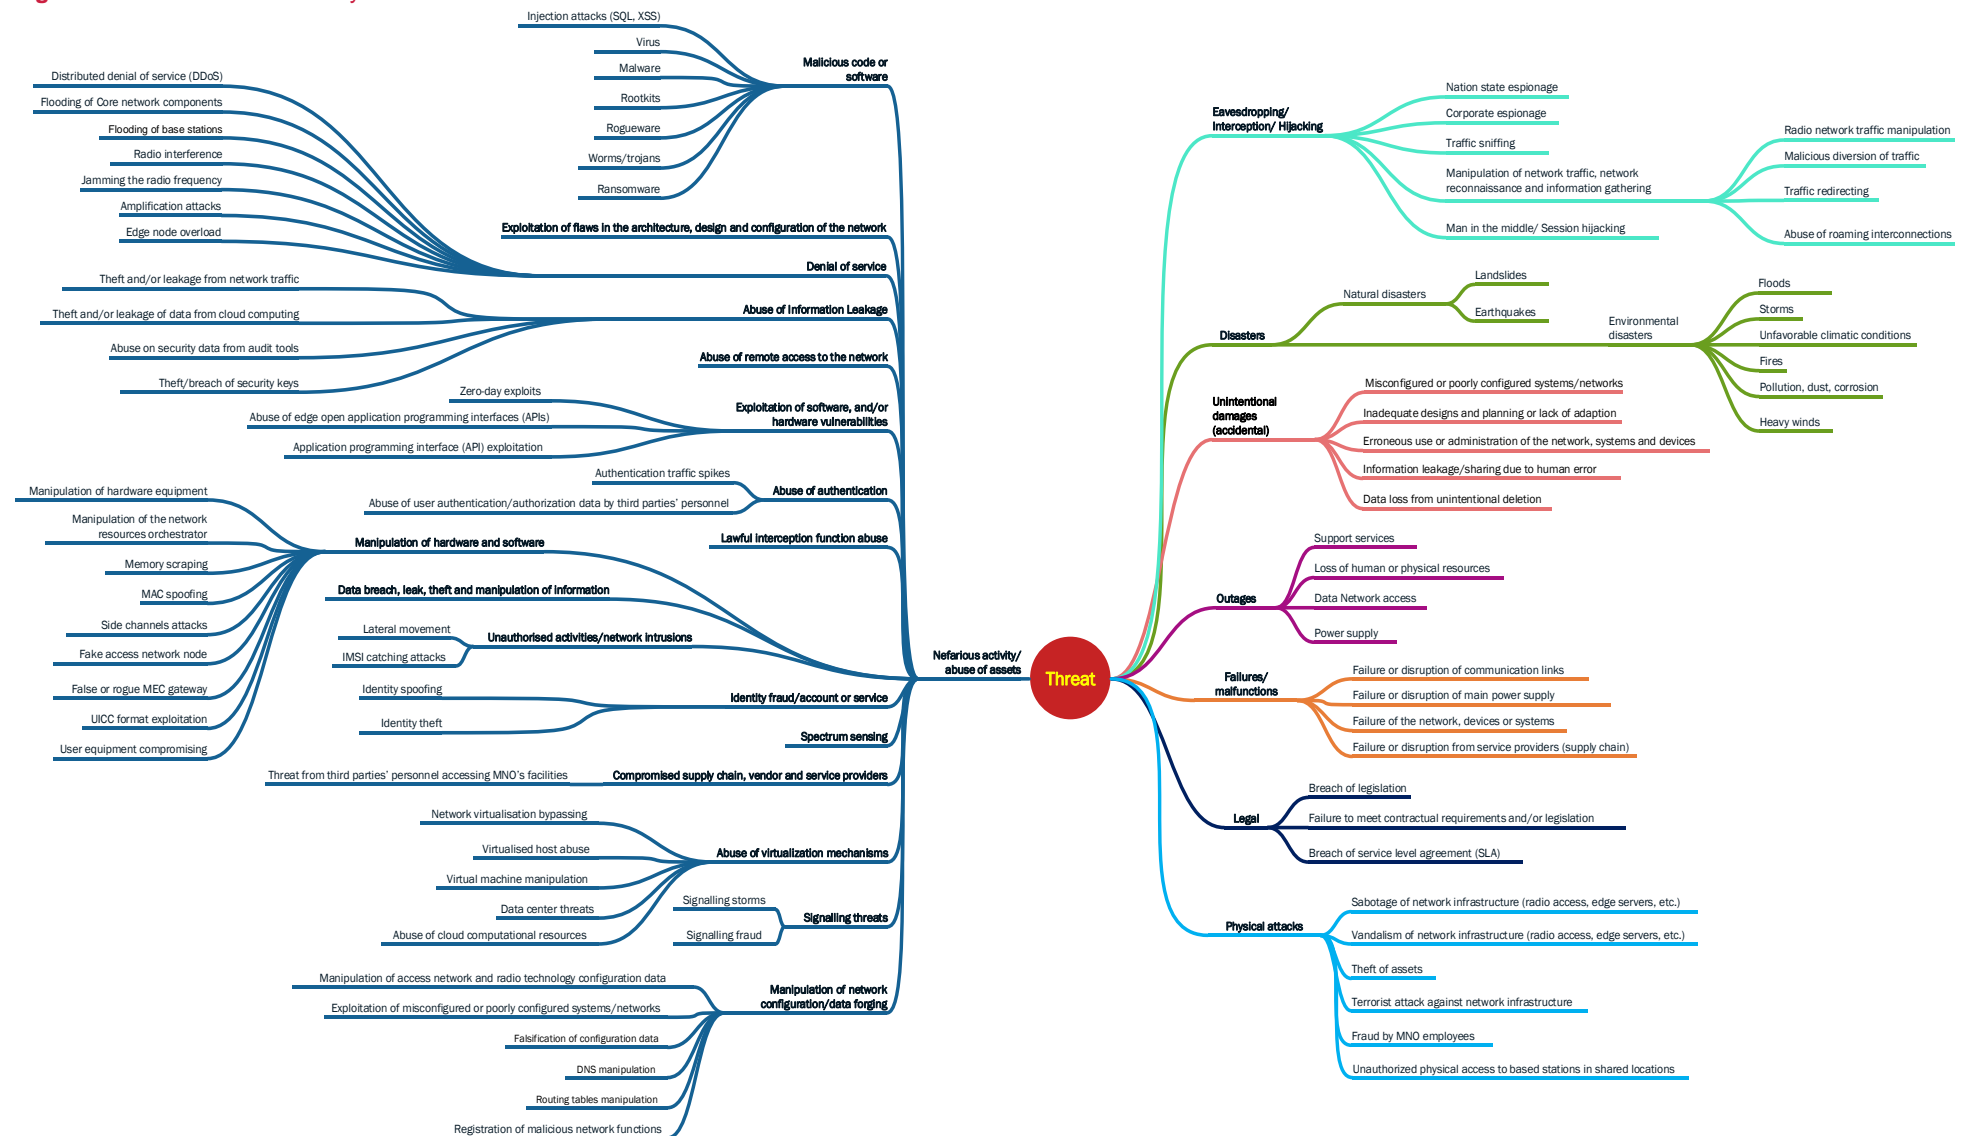 Injection attacks (SQL, XSS)
Virus
Malware
Rootkits
Rogueware
Worms/trojans
Ransomware
Malicious code or
software
Exploitation of flaws in the architecture, design and configuration of the network
Distributed denial of service (DDoS)
Flooding of Core network components
Flooding of base stations
Radio interference
Jamming the radio frequency
Amplification attacks
Edge node overload
Denial of service
Theft and/or leakage from network traffic
Theft and/or leakage of data from cloud computing
Abuse on security data from audit tools
Theft/breach of security keys
Abuse of Information Leakage
Abuse of remote access to the network
Zero-day exploits
Abuse of edge open application programming interfaces (APIs)
Application programming interface (API) exploitation
Exploitation of software, and/or
hardware vulnerabilities
Authentication traffic spikes
Abuse of user authentication/authorization data by third parties’ personnel
Abuse of authentication
Lawful interception function abuse
Manipulation of hardware equipment
Manipulation of the network
resources orchestrator
Memory scraping
MAC spoofing
Side channels attacks
Fake access network node
False or rogue MEC gateway
UICC format exploitation
User equipment compromising
Manipulation of hardware and software
Data breach, leak, theft and manipulation of information
Lateral movement
IMSI catching attacks
Unauthorised activities/network intrusions
Identity spoofing
Identity theft
Identity fraud/account or service
Spectrum sensing
Threat from third parties’ personnel accessing MNO’s facilities
Compromised supply chain, vendor and service providers
Network virtualisation bypassing
Virtualised host abuse
Virtual machine manipulation
Data center threats
Abuse of cloud computational resources
Abuse of virtualization mechanisms
Signalling storms
Signalling fraud
Signalling threats
Manipulation of access network and radio technology configuration data
Exploitation of misconfigured or poorly configured systems/networks
Falsification of configuration data
DNS manipulation
Routing tables manipulation
Registration of malicious network functions
Manipulation of network
configuration/data forging
Nefarious activity/
abuse of assets
Threat
Eavesdropping/
Interception/ Hijacking
Nation state espionage
Corporate espionage
Traffic sniffing
Manipulation of network traffic, network
reconnaissance and information gathering
Man in the middle/ Session hijacking
Radio network traffic manipulation
Malicious diversion of traffic
Traffic redirecting
Abuse of roaming interconnections
Disasters
Natural disasters
Landslides
Earthquakes
Environmental
disasters
Floods
Storms
Unfavorable climatic conditions
Fires
Pollution, dust, corrosion
Heavy winds
Unintentional
damages
(accidental)
Misconfigured or poorly configured systems/networks
Inadequate designs and planning or lack of adaption
Erroneous use or administration of the network, systems and devices
Information leakage/sharing due to human error
Data loss from unintentional deletion
Outages
Support services
Loss of human or physical resources
Data Network access
Power supply
Failures/
malfunctions
Failure or disruption of communication links
Failure or disruption of main power supply
Failure of the network, devices or systems
Failure or disruption from service providers (supply chain)
Legal
Breach of legislation
Failure to meet contractual requirements and/or legislation
Breach of service level agreement (SLA)
Physical attacks
Sabotage of network infrastructure (radio access, edge servers, etc.)
Vandalism of network infrastructure (radio access, edge servers, etc.)
Theft of assets
Terrorist attack against network infrastructure
Fraud by MNO employees
Unauthorized physical access to based stations in shared locations